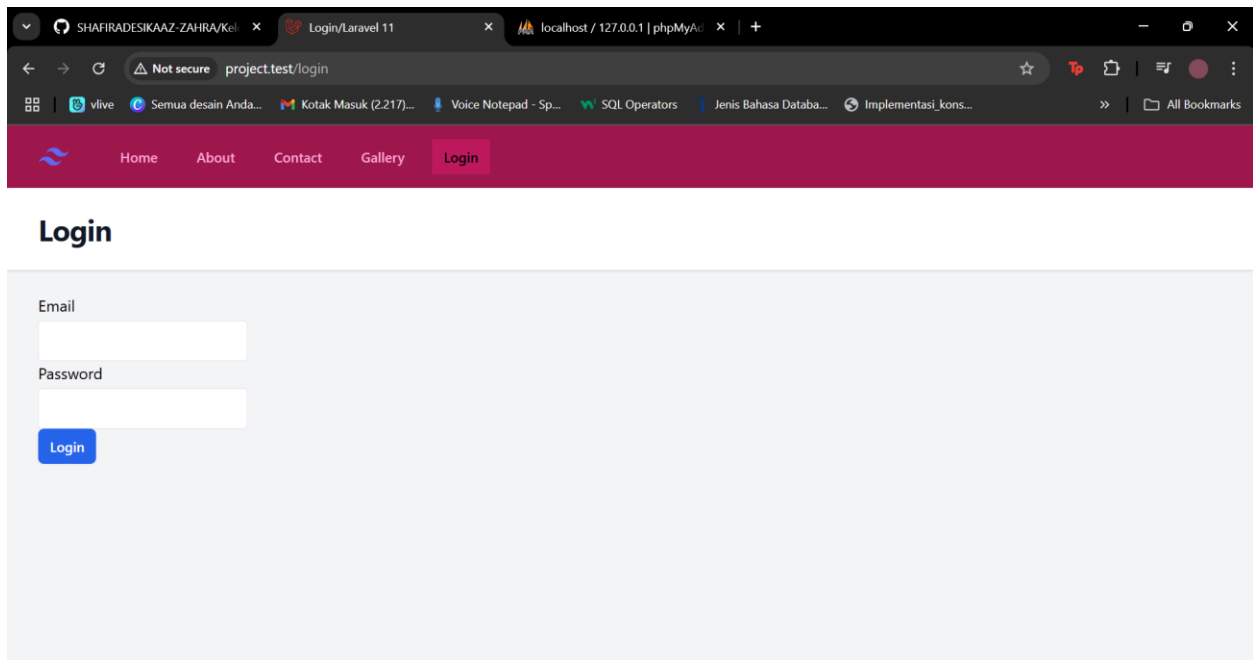 SHAFIRADESIKAAZ-ZAHRA/Kel
Login/Laravel 11
localhost / 127.0.0.1 | phpMyAd
Not secure project.test/login
Tp
vlive
Semua desain Anda...
Kotak Masuk (2.217)...
Voice Notepad - Sp...
SQL Operators
Jenis Bahasa Databa...
Implementasi_kons...
All Bookmarks
Home About Contact Gallery Login
Login
Email
Password
Login